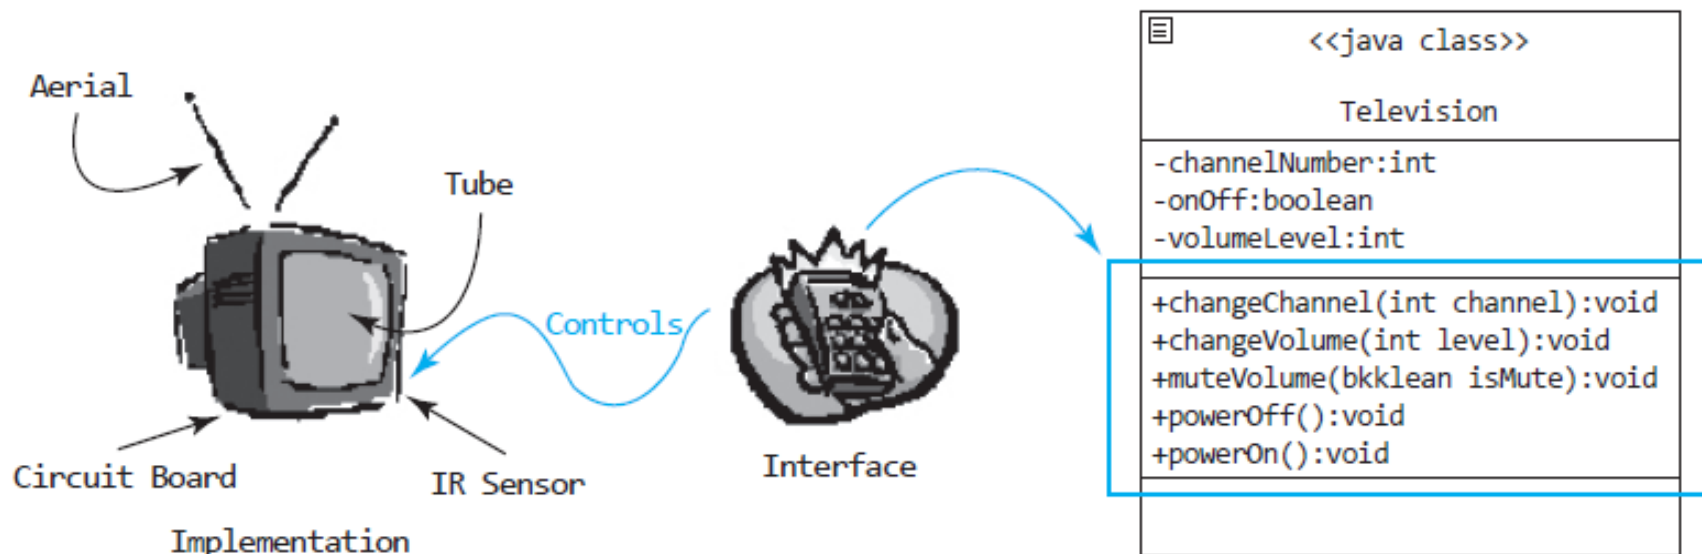 Aerial
Tube
Circuit Board
IR Sensor
Implementation
Controls
Interface
<<java class>>
Television
-channelNumber:int
-onOff:boolean
-volumeLevel:int
+changeChannel(int channel):void
+changeVolume(int level):void
+muteVolume(bkklean isMute):void
+powerOff():void
+powerOn():void